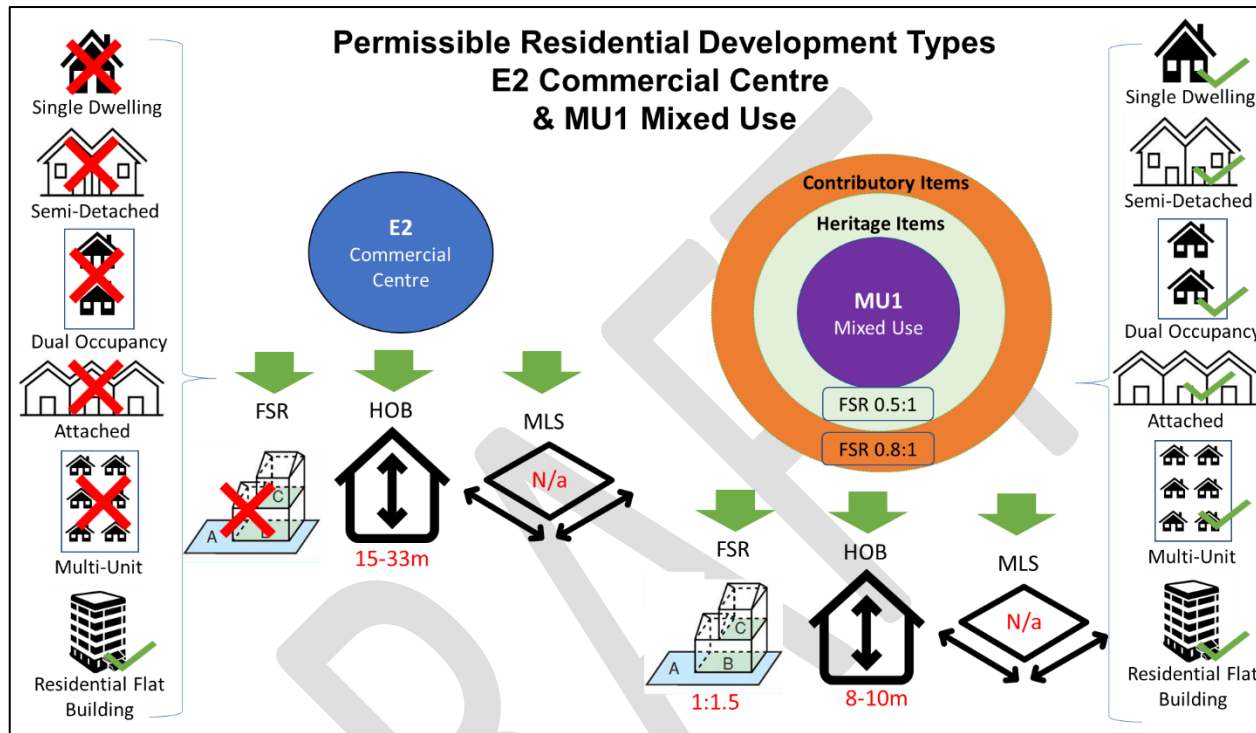 Permissible Residential Development Types
E2 Commercial Centre
& MU1 Mixed Use
Single Dwelling
Semi-Detached
Dual Occupancy
Attached
Multi-Unit
Residential Flat
Building
E2
Commercial
Centre
FSR
HOB
MLS
A
C
N/a
15-33m
Contributory Items
Heritage Items
MU1
Mixed Use
FSR 0.5:1
FSR 0.8:1
FSR
HOB
MLS
A
B
C
N/a
1:1.5
8-10m
Single Dwelling
Semi-Detached
Dual Occupancy
Attached
Multi-Unit
Residential Flat
Building
DRAFT